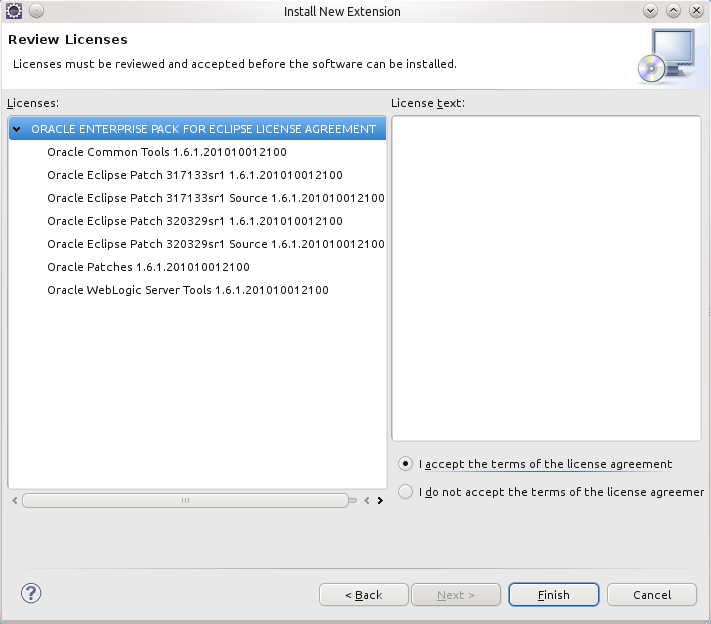 Install New Extension
Review Licenses
Licenses must be reviewed and accepted before the software can be installed.
Licenses:
ORACLE ENTERPRISE PACK FOR ECLIPSE LICENSE AGREEMENT
Oracle Common Tools 1.6.1.201010012100
Oracle Eclipse Patch 317133sr1 1.6.1.201010012100
Oracle Eclipse Patch 317133sr1 Source 1.6.1.201010012100
Oracle Eclipse Patch 320329sr1 1.6.1.201010012100
Oracle Eclipse Patch 320329sr1 Source 1.6.1.201010012100
Oracle Patches 1.6.1.201010012100
Oracle WebLogic Server Tools 1.6.1.201010012100
License text:
I accept the terms of the license agreement
I do not accept the terms of the license agreemer
?
< Back
Next >
Finish
Cancel